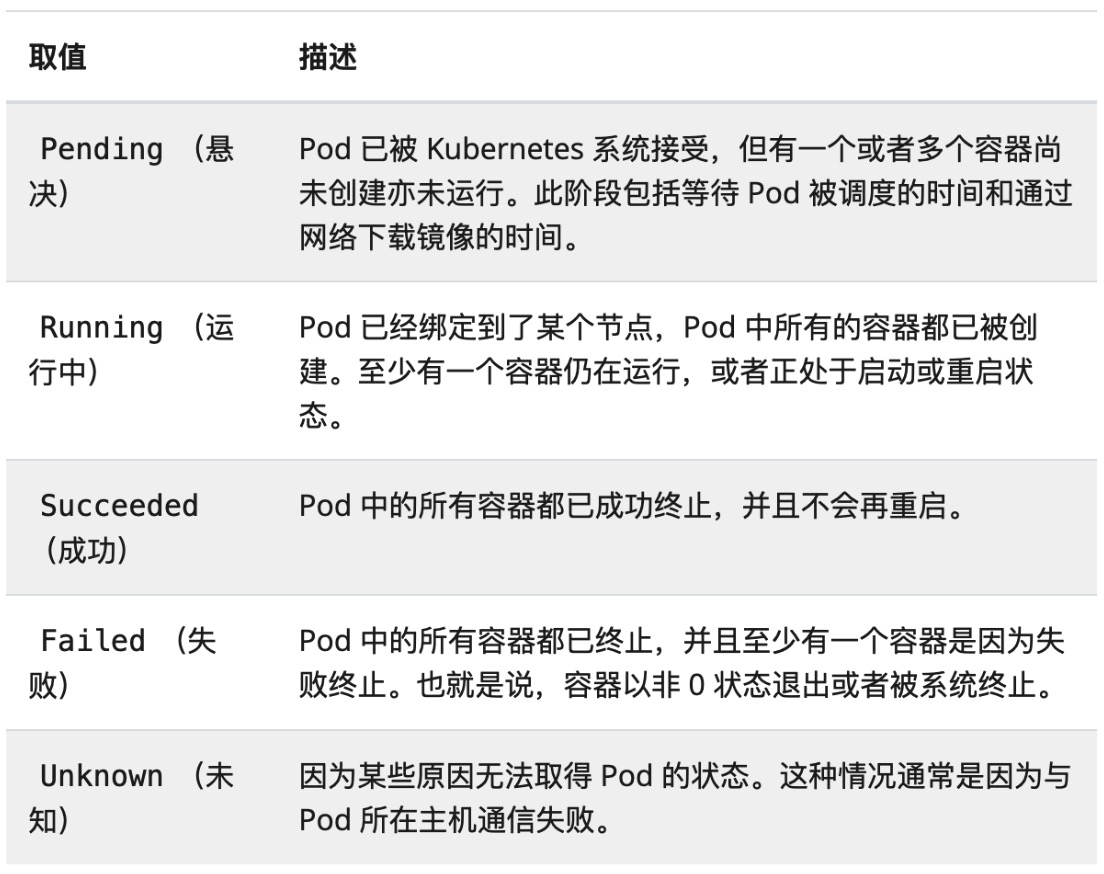 取值
描述
Pending （悬
决）
Pod 已被 Kubernetes 系统接受，但有一个或者多个容器尚
未创建亦未运行。此阶段包括等待 Pod 被调度的时间和通过
网络下载镜像的时间。
Running （运
行中）
Pod 已经绑定到了某个节点，Pod 中所有的容器都已被创
建。至少有一个容器仍在运行，或者正处于启动或重启状
态。
Succeeded
（成功）
Pod 中的所有容器都已成功终止，并且不会再重启。
Failed （失
败）
Pod 中的所有容器都已终止，并且至少有一个容器是因为失
败终止。也就是说，容器以非 0 状态退出或者被系统终止。
Unknown （未
知）
因为某些原因无法取得 Pod 的状态。这种情况通常是因为与
Pod 所在主机通信失败。